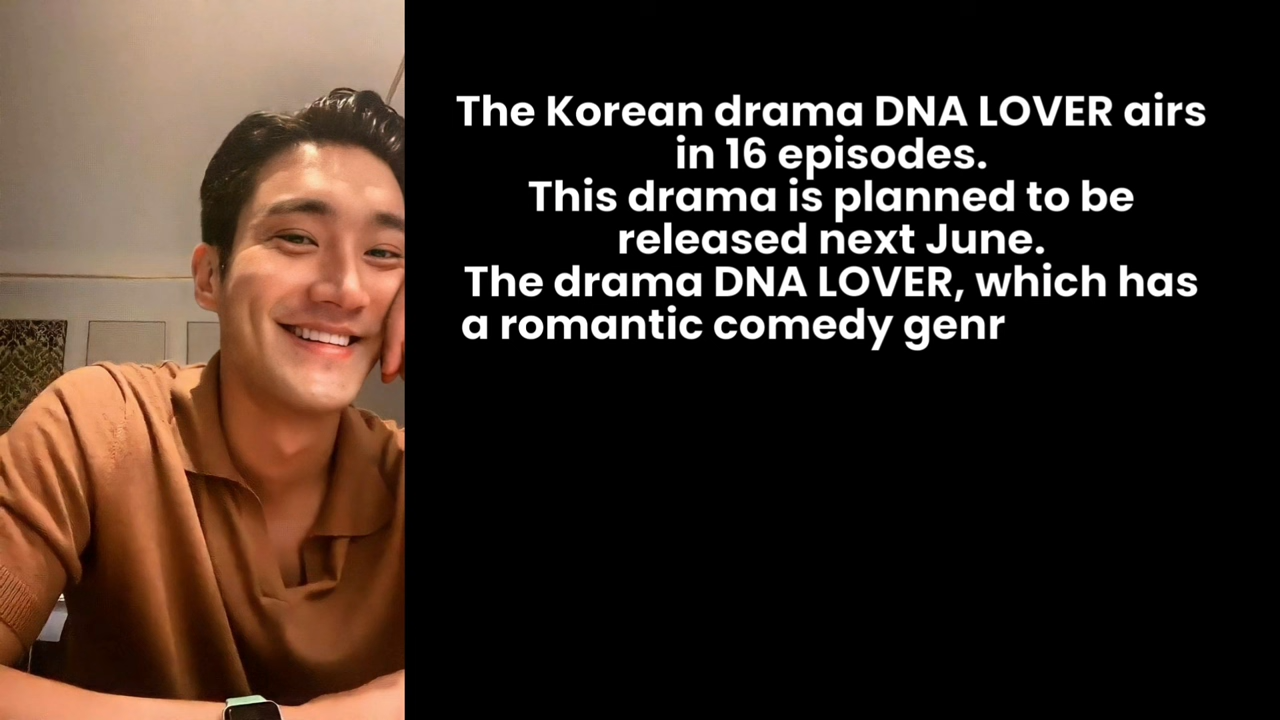 The Korean drama DNA LOVER airs
in 16 episodes.
This drama is planned to be
released next June.
The drama DNA LOVER, which has
a romantic comedy genr